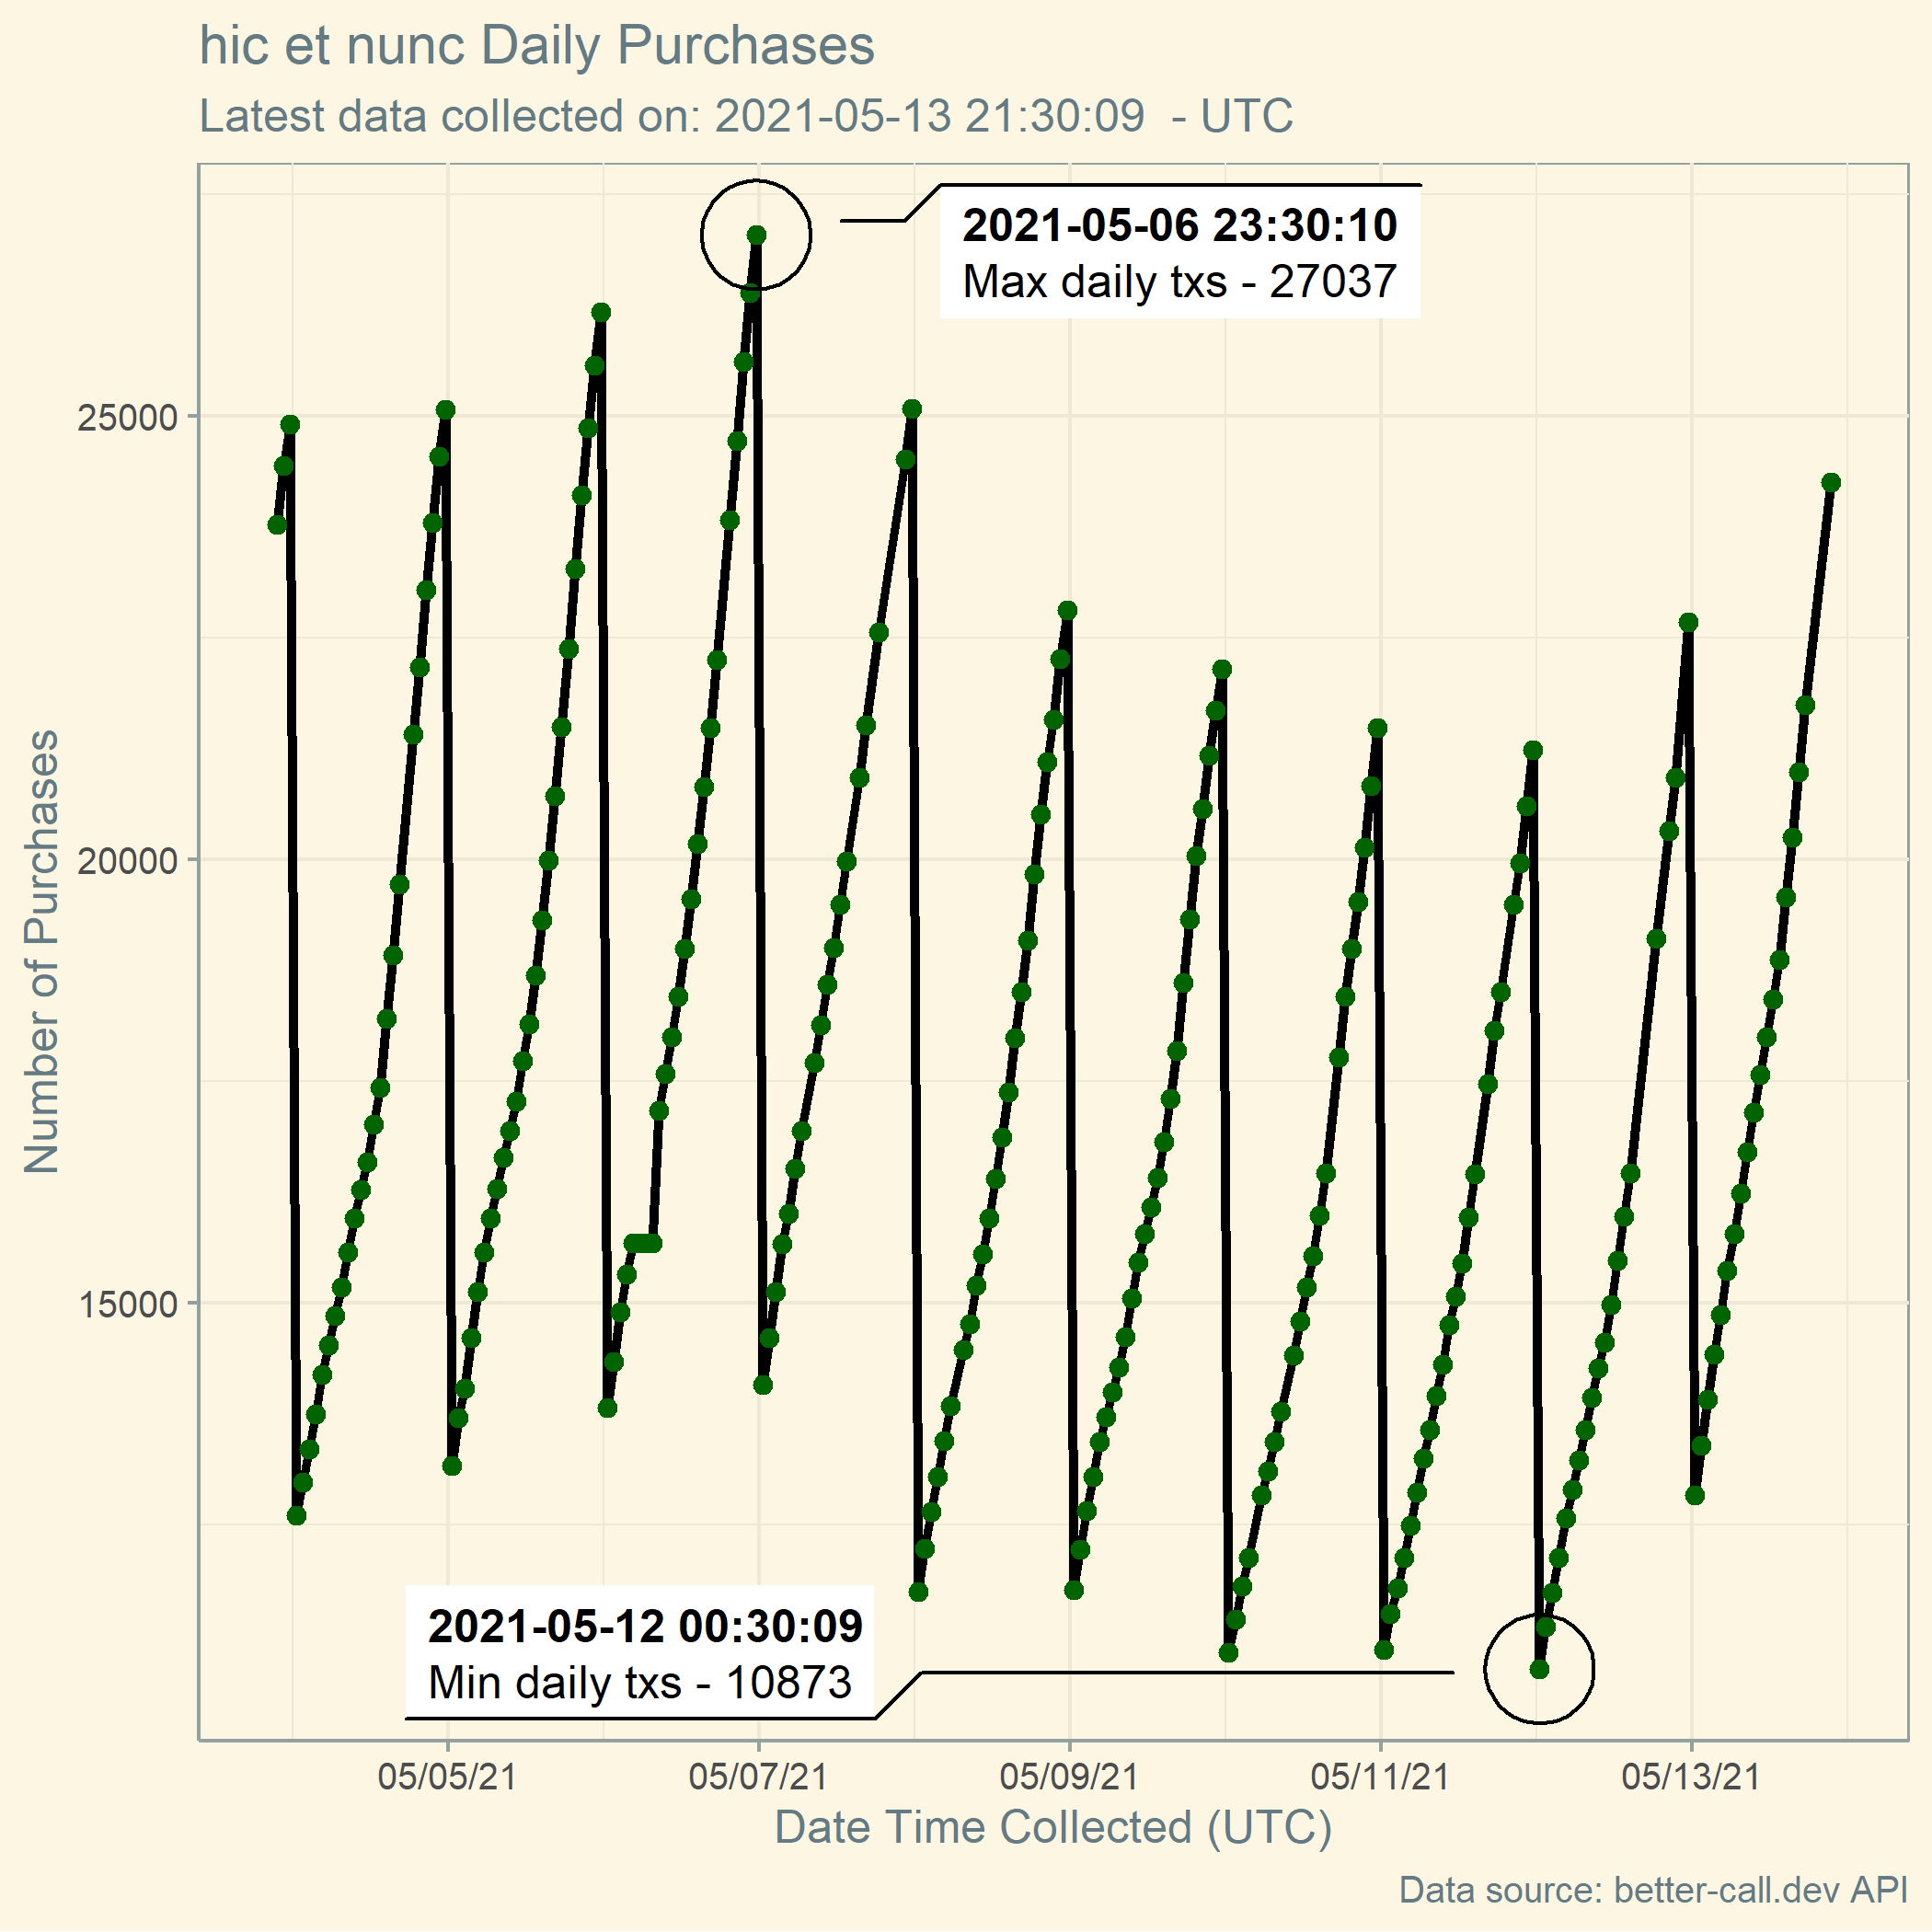 hic et nunc Daily Purchases
Latest data collected on: 2021-05-13 21:30:09  - UTC
2021-05-06 23:30:10
Max daily txs - 27037
25000
20000
15000
Number of Purchases
2021-05-12 00:30:09
Min daily txs - 10873
05/05/21
05/07/21
05/09/21
05/11/21
05/13/21
Date Time Collected (UTC)
Data source: better-call.dev API